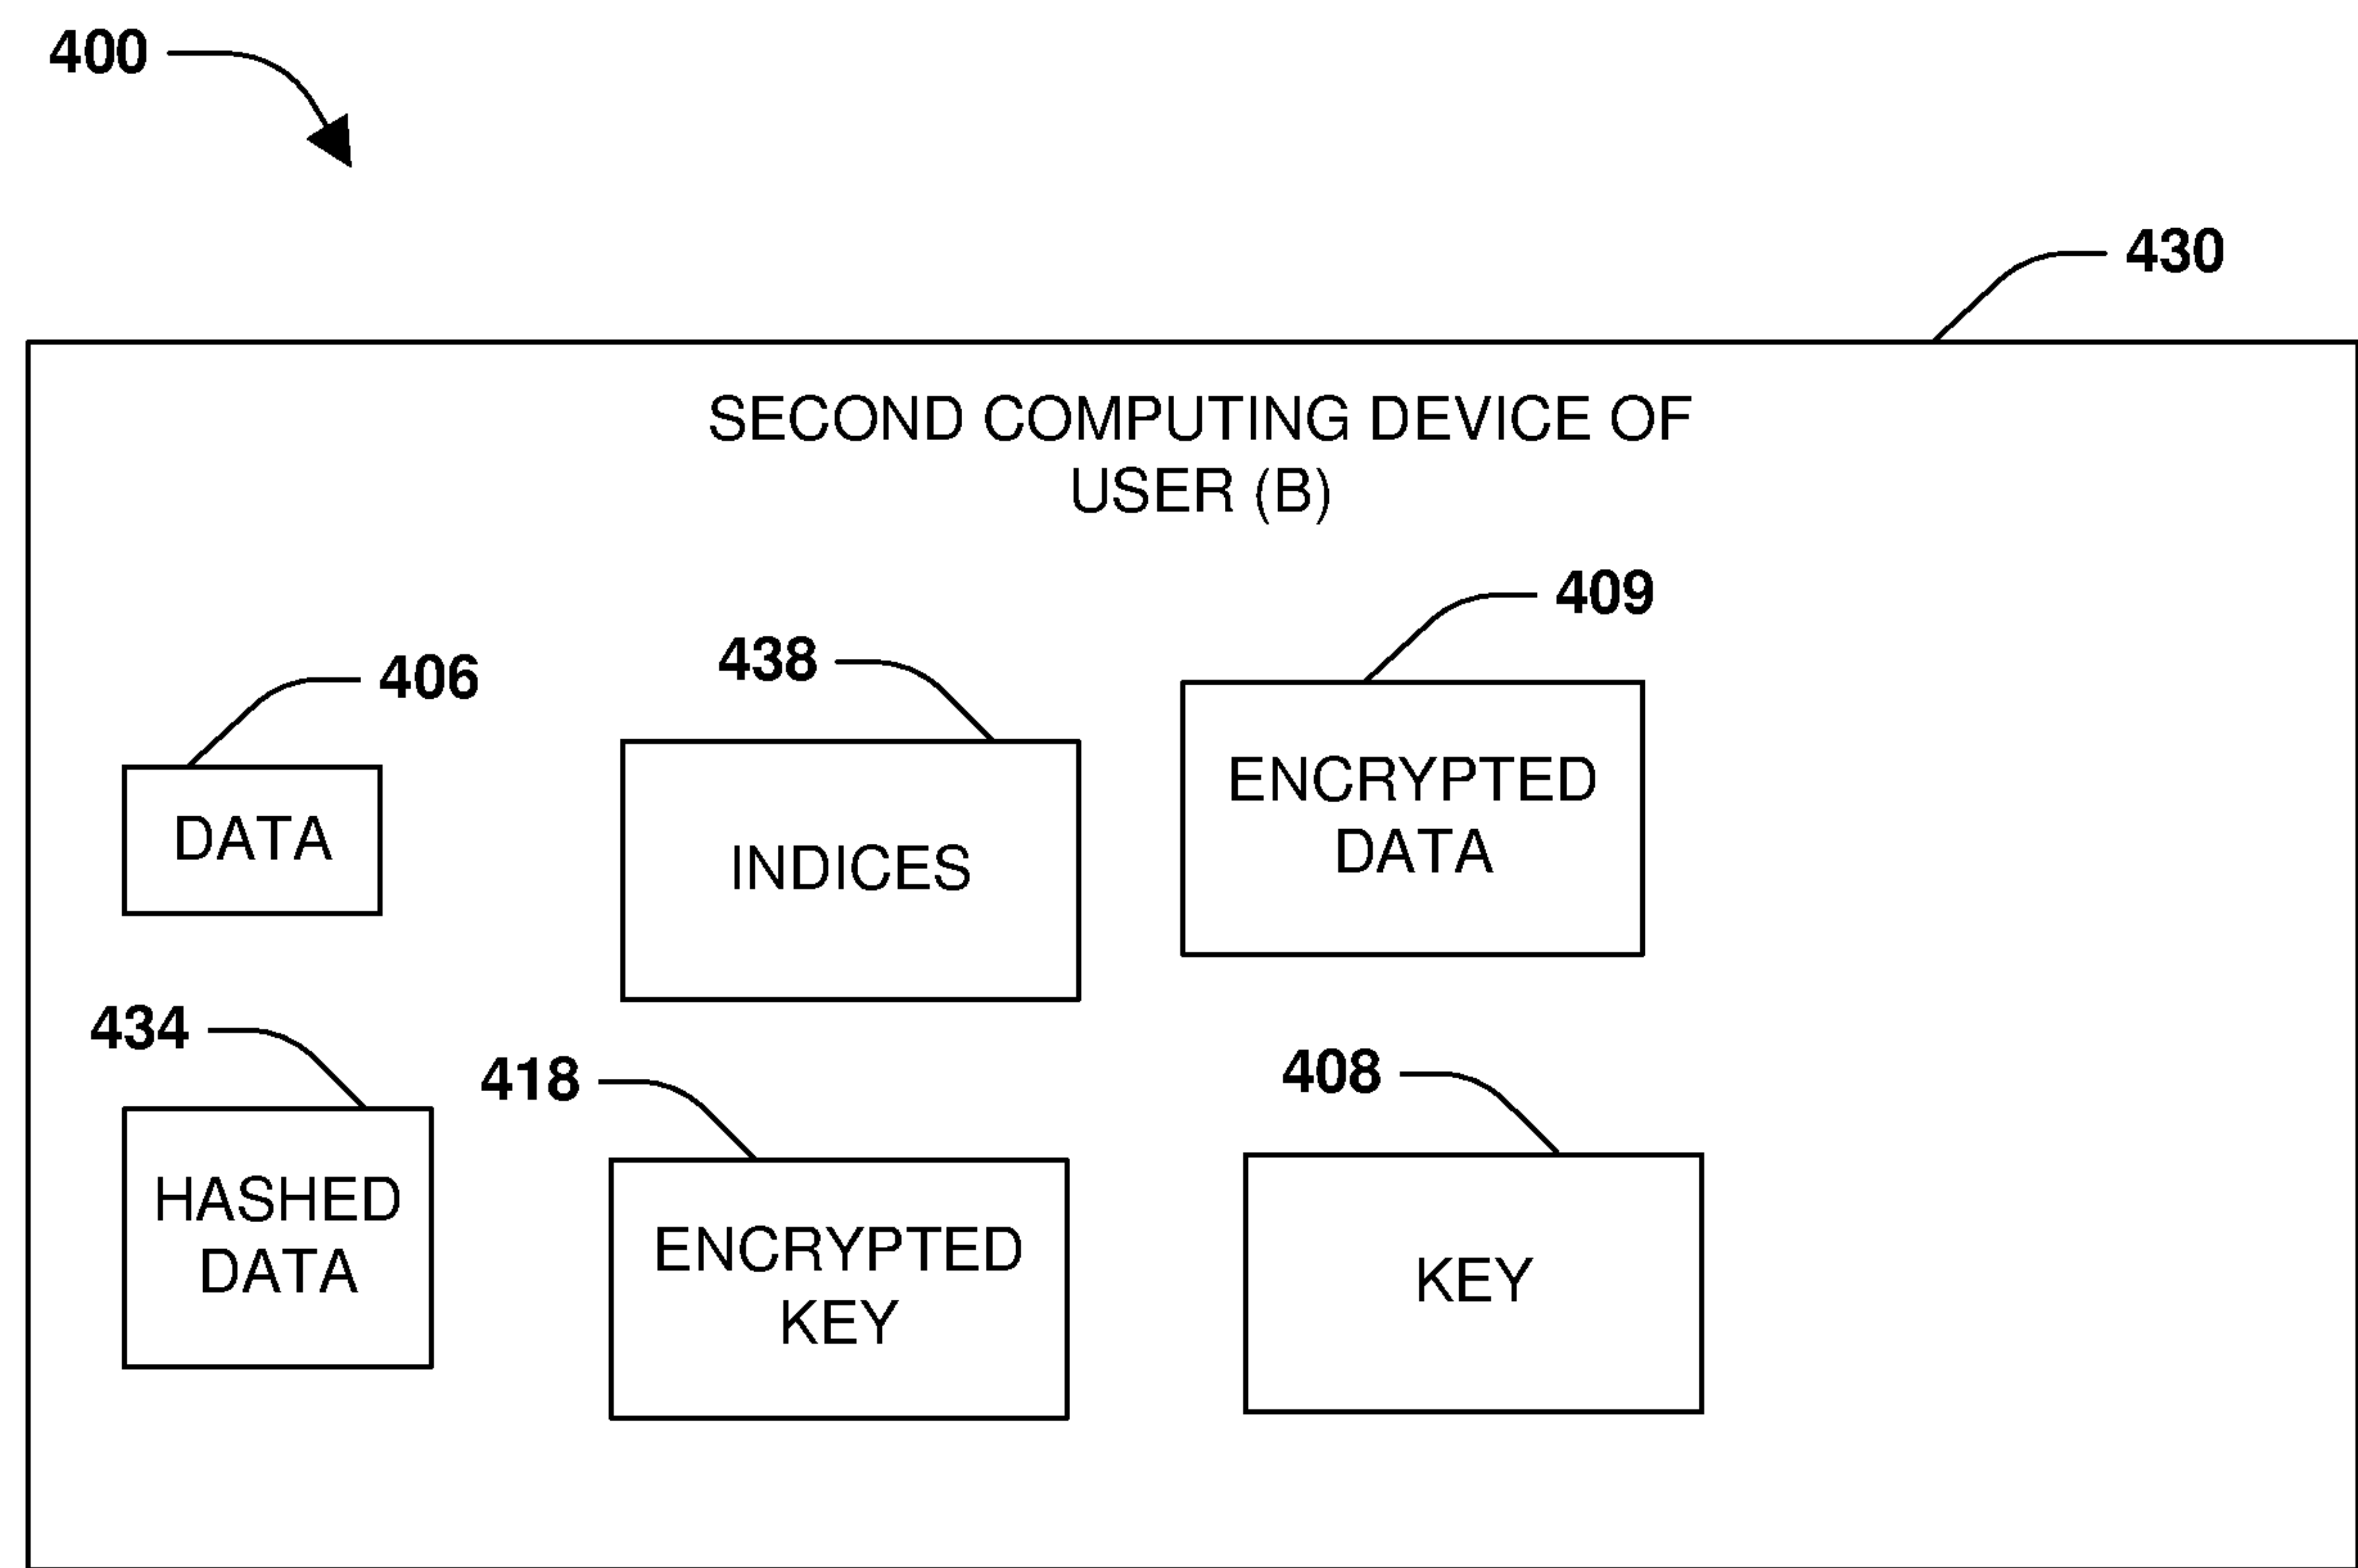 400
430
SECOND COMPUTING DEVICE OF
USER (B)
409
438
406
ENCRYPTED
DATA
DATA
INDICES
434
418
408
HASHED
DATA
ENCRYPTED
KEY
KEY